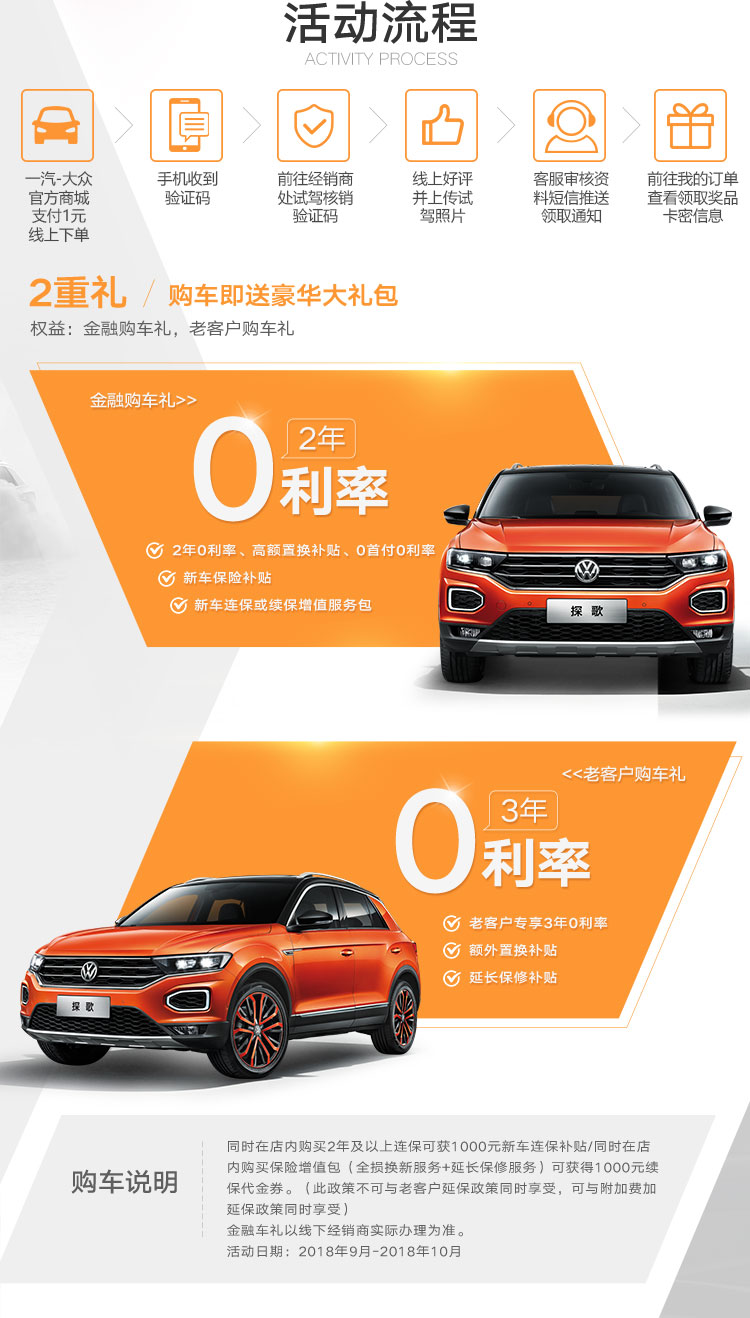 活动流程
ACTIVITY PROCESS
一汽-大众
官方商城
支付1元
线上下单
手机收到
验证码
前往经销商
处试驾核销
验证码
线上好评
并上传试
驾照片
客服审核资
料短信推送
领取通知
前往我的订单
查看领取奖品
卡密信息
2重礼 / 购车即送豪华大礼包
权益：金融购车礼，老客户购车礼
金融购车礼>>
2年
0利率
2年0利率、高额置换补贴、0首付0利率
新车保险补贴
新车连保或续保增值服务包
探歌
<<老客户购车礼
3年
0利率
老客户专享3年0利率
额外置换补贴
延长保修补贴
探歌
购车说明
同时在店内购买2年及以上连保可获1000元新车连保补贴/同时在店
内购买保险增值包（全损换新服务+延长保修服务）可获得1000元续
保代金券。（此政策不可与老客户延保政策同时享受，可与附加费加
延保政策同时享受）
金融车礼以线下经销商实际办理为准。
活动日期：2018年9月-2018年10月